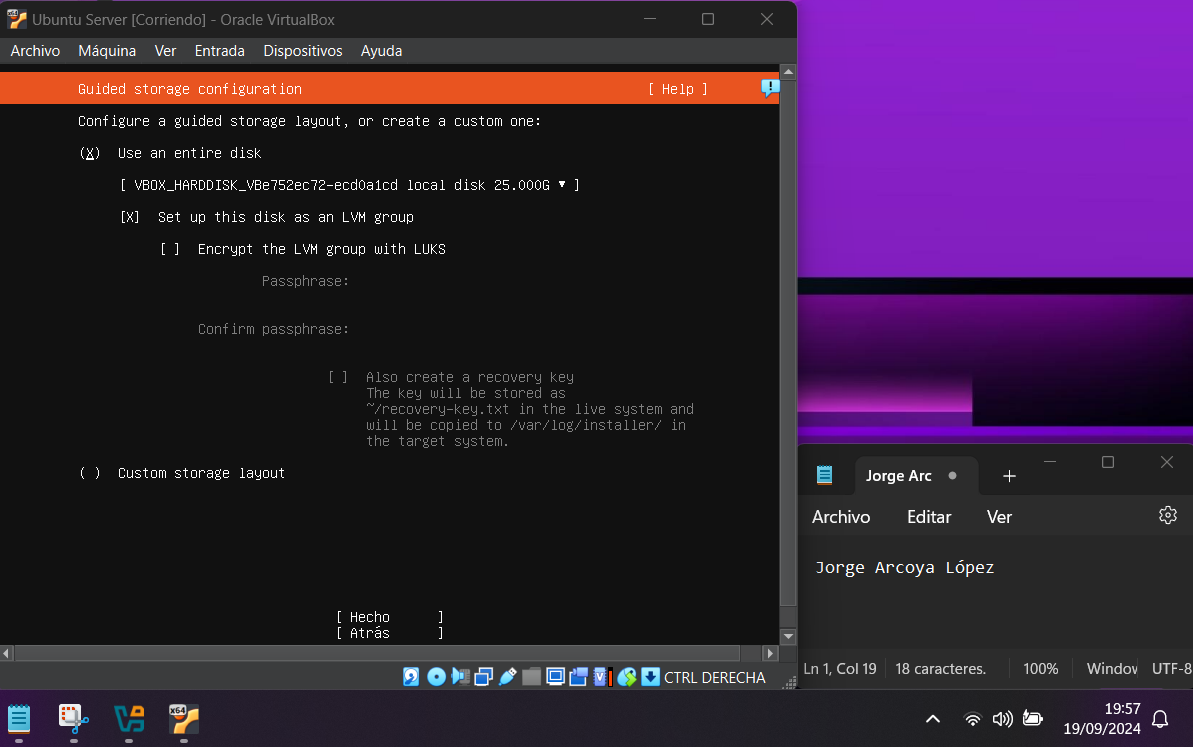 Ubuntu Server [Corriendo] - Oracle VirtualBox
Archivo Máquina Ver Entrada Dispositivos Ayuda
Guided storage configuration [ Help ]
Configure a guided storage layout, or create a custom one:
(X) Use an entire disk
[ VBOX_HARDDISK_VBe752ec72-ecd0a1cd local disk 25.000G ▾ ]
[X] Set up this disk as an LVM group
[ ] Encrypt the LVM group with LUKS
Passphrase:
Confirm passphrase:
[ ] Also create a recovery key
The key will be stored as
~/recovery-key.txt in the live system and
will be copied to /var/log/installer/ in
the target system.
( ) Custom storage layout
[ Hecho ]
[ Atrás ]
CTRL DERECHA
Jorge Arc
Archivo Editar Ver
Jorge Arcoya López
Ln 1, Col 19 18 caracteres. 100% Window UTF-8
x64
19:57
19/09/2024